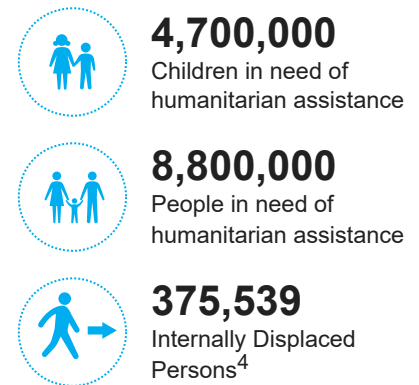 4,700,000
Children in need of
humanitarian assistance
8,800,000
People in need of
humanitarian assistance
375,539
Internally Displaced
Persons4